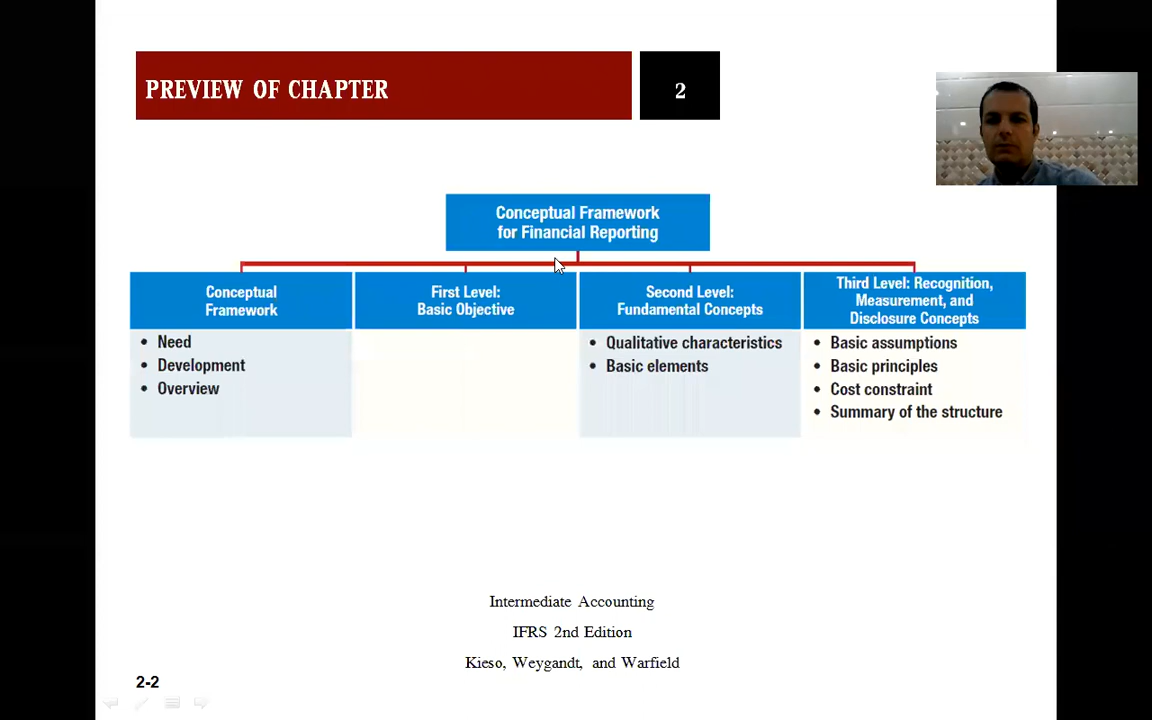 PREVIEW OF CHAPTER
2
Conceptual Framework
for Financial Reporting
Conceptual
Framework
• Need
• Development
• Overview
First Level:
Basic Objective
Second Level:
Fundamental Concepts
• Qualitative characteristics
• Basic elements
Third Level: Recognition,
Measurement, and
Disclosure Concepts
• Basic assumptions
• Basic principles
• Cost constraint
• Summary of the structure
Intermediate Accounting
IFRS 2nd Edition
Kieso, Weygandt, and Warfield
2-2